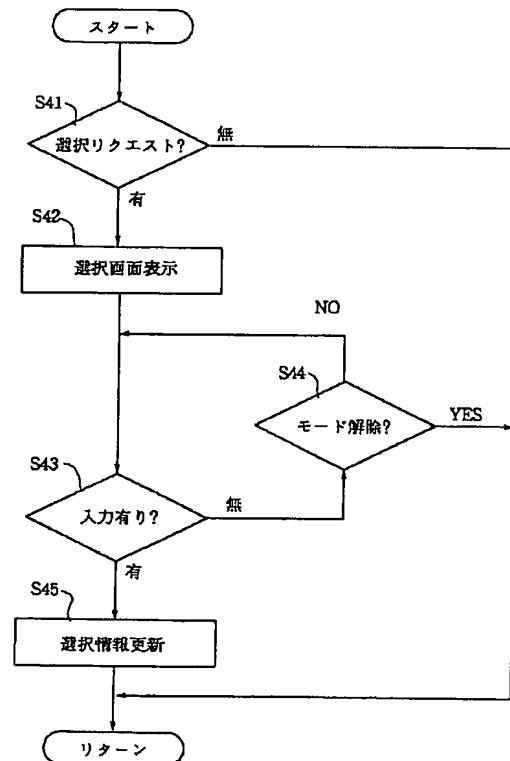 スタート
S41
選択リクエスト?
無
有
S42
選択画面表示
NO
S44
モード解除?
YES
S43
入力有り?
無
有
S45
選択情報更新
リターン